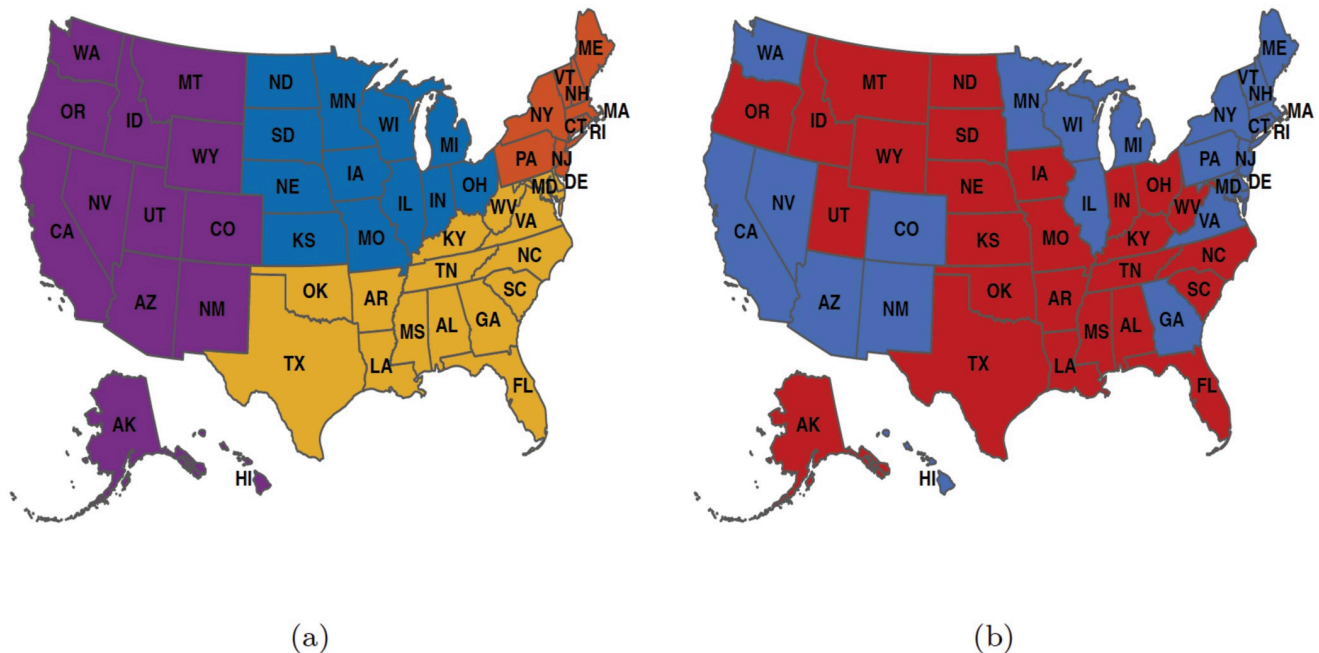 WA MT ND MN ME
VT NH MA
OR ID SD WI MI NY CT RI
WY IA PA NJ
NE OH MD DE
NV UT CO IL IN WV VA
CA KS MO KY
TN NC
AZ NM OK AR SC
MS AL GA
TX LA
FL
AK
HI
(a)
WA MT ND MN ME
VT NH MA
OR ID SD WI MI NY CT RI
WY IA PA NJ
NE OH MD DE
NV UT CO IL IN WV VA
CA KS MO KY
TN NC
AZ NM OK AR SC
MS AL GA
TX LA
FL
AK
HI
(b)